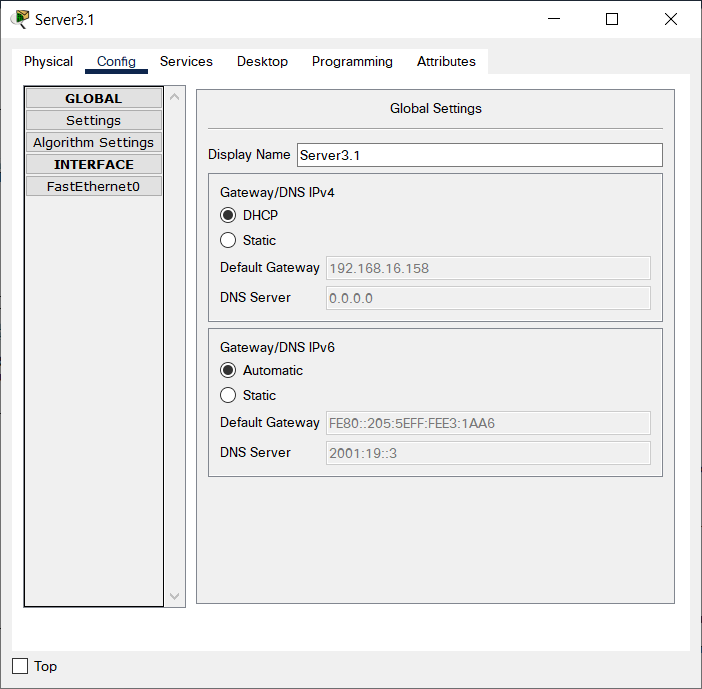 Server3.1
Physical Config Services Desktop Programming Attributes
GLOBAL
Settings
Algorithm Settings
INTERFACE
FastEthernet0
Global Settings
Display Name Server3.1
Gateway/DNS IPv4
DHCP
Static
Default Gateway 192.168.16.158
DNS Server 0.0.0.0
Gateway/DNS IPv6
Automatic
Static
Default Gateway FE80::205:5EFF:FEE3:1AA6
DNS Server 2001:19::3
Top